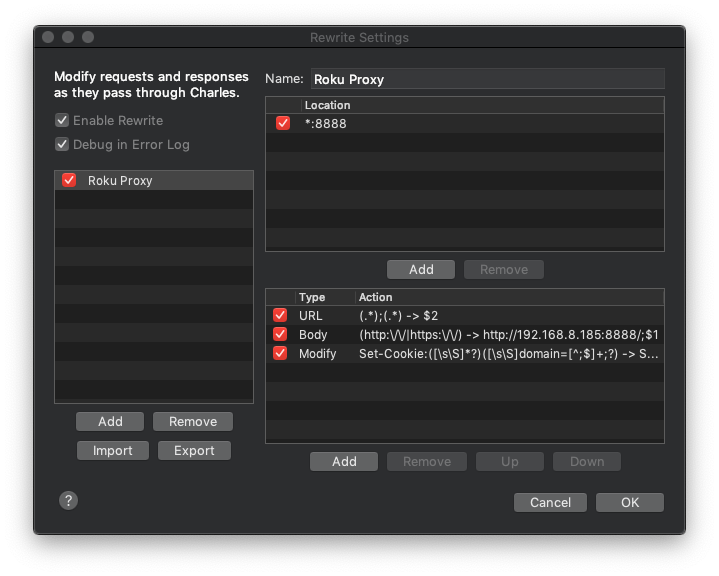 Rewrite Settings
Modify requests and responses
as they pass through Charles.
Enable Rewrite
Debug in Error Log
Roku Proxy
Add
Remove
Import
Export
Name:
Roku Proxy
Location
*:8888
Add
Remove
Type
Action
URL
(.*);(.*) -> $2
Body
(http:\/\/|https:\/\/) -> http://192.168.8.185:8888/;$1
Modify
Set-Cookie:([\s\S]*?)([\s\S]domain=[^;$]+;?) -> S...
Add
Remove
Up
Down
?
Cancel
OK